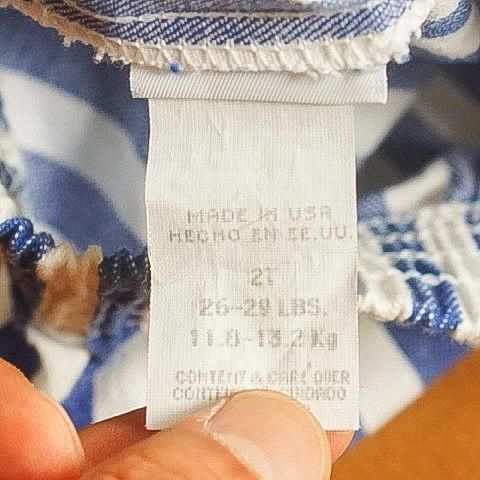 MADE IN USA
HECHO EN EE.UU.
2T
26-29 LBS.
11.8-13.2 Kg
CONTENT & CARE OVER